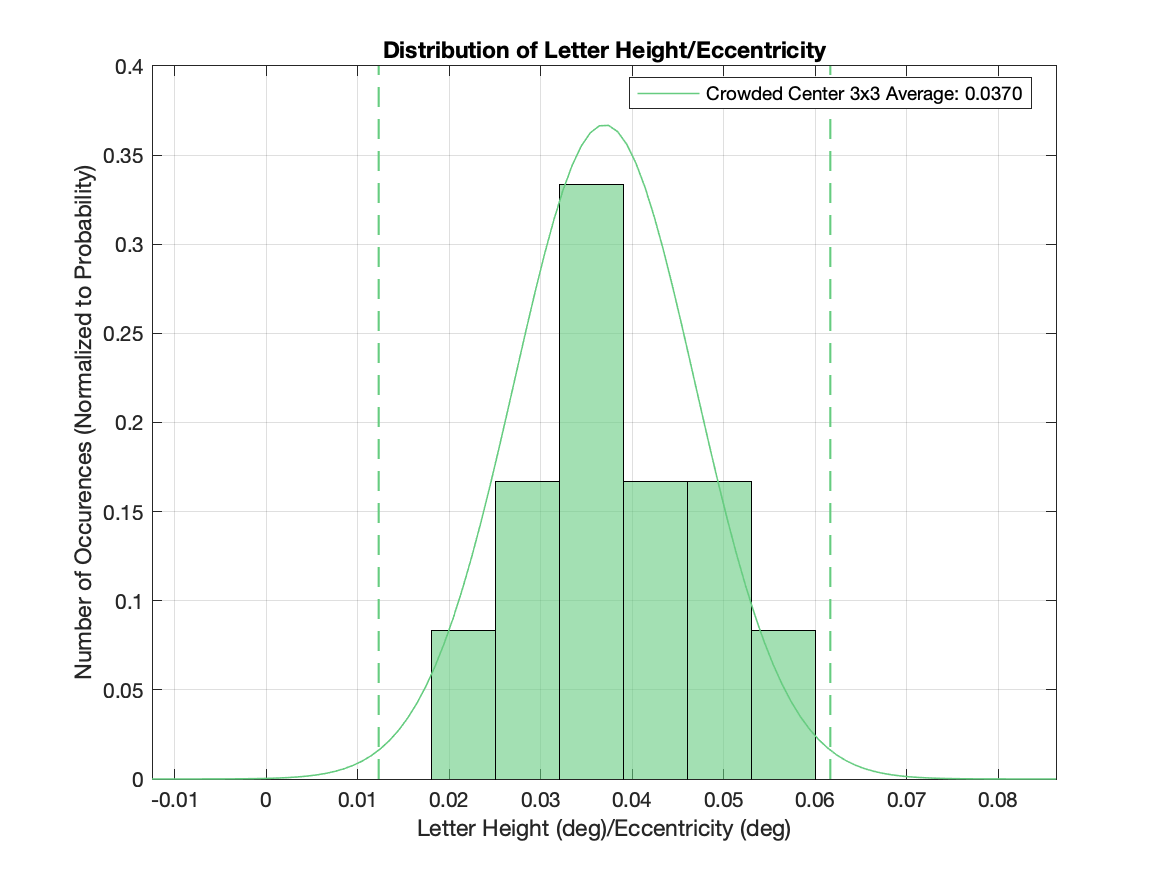 Distribution of Letter Height/Eccentricity
Crowded Center 3x3 Average: 0.0370
0.4
0.35
0.3
0.25
0.2
0.15
0.1
0.05
0
Number of Occurences (Normalized to Probability)
-0.01 0 0.01 0.02 0.03 0.04 0.05 0.06 0.07 0.08
Letter Height (deg)/Eccentricity (deg)